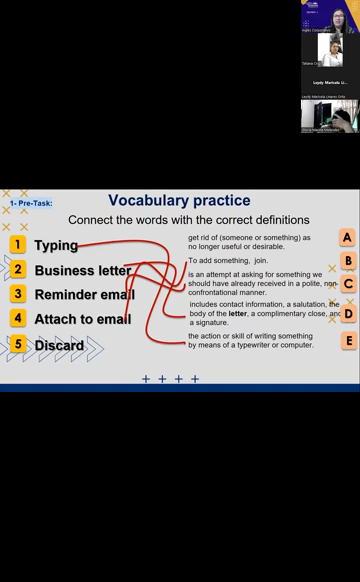 Leydy Maricela Li...
1- Pre-Task:
Vocabulary practice
Connect the words with the correct definitions
1 Typing
2 Business letter
3 Reminder email
4 Attach to email
5 Discard
get rid of (someone or something) as
no longer useful or desirable.
A
To add something, join.
B
is an attempt at asking for something we
should have already received in a polite, non-
confrontational manner.
C
includes contact information, a salutation, the
body of the letter, a complimentary close, and
a signature.
D
the action or skill of writing something
by means of a typewriter or computer.
E